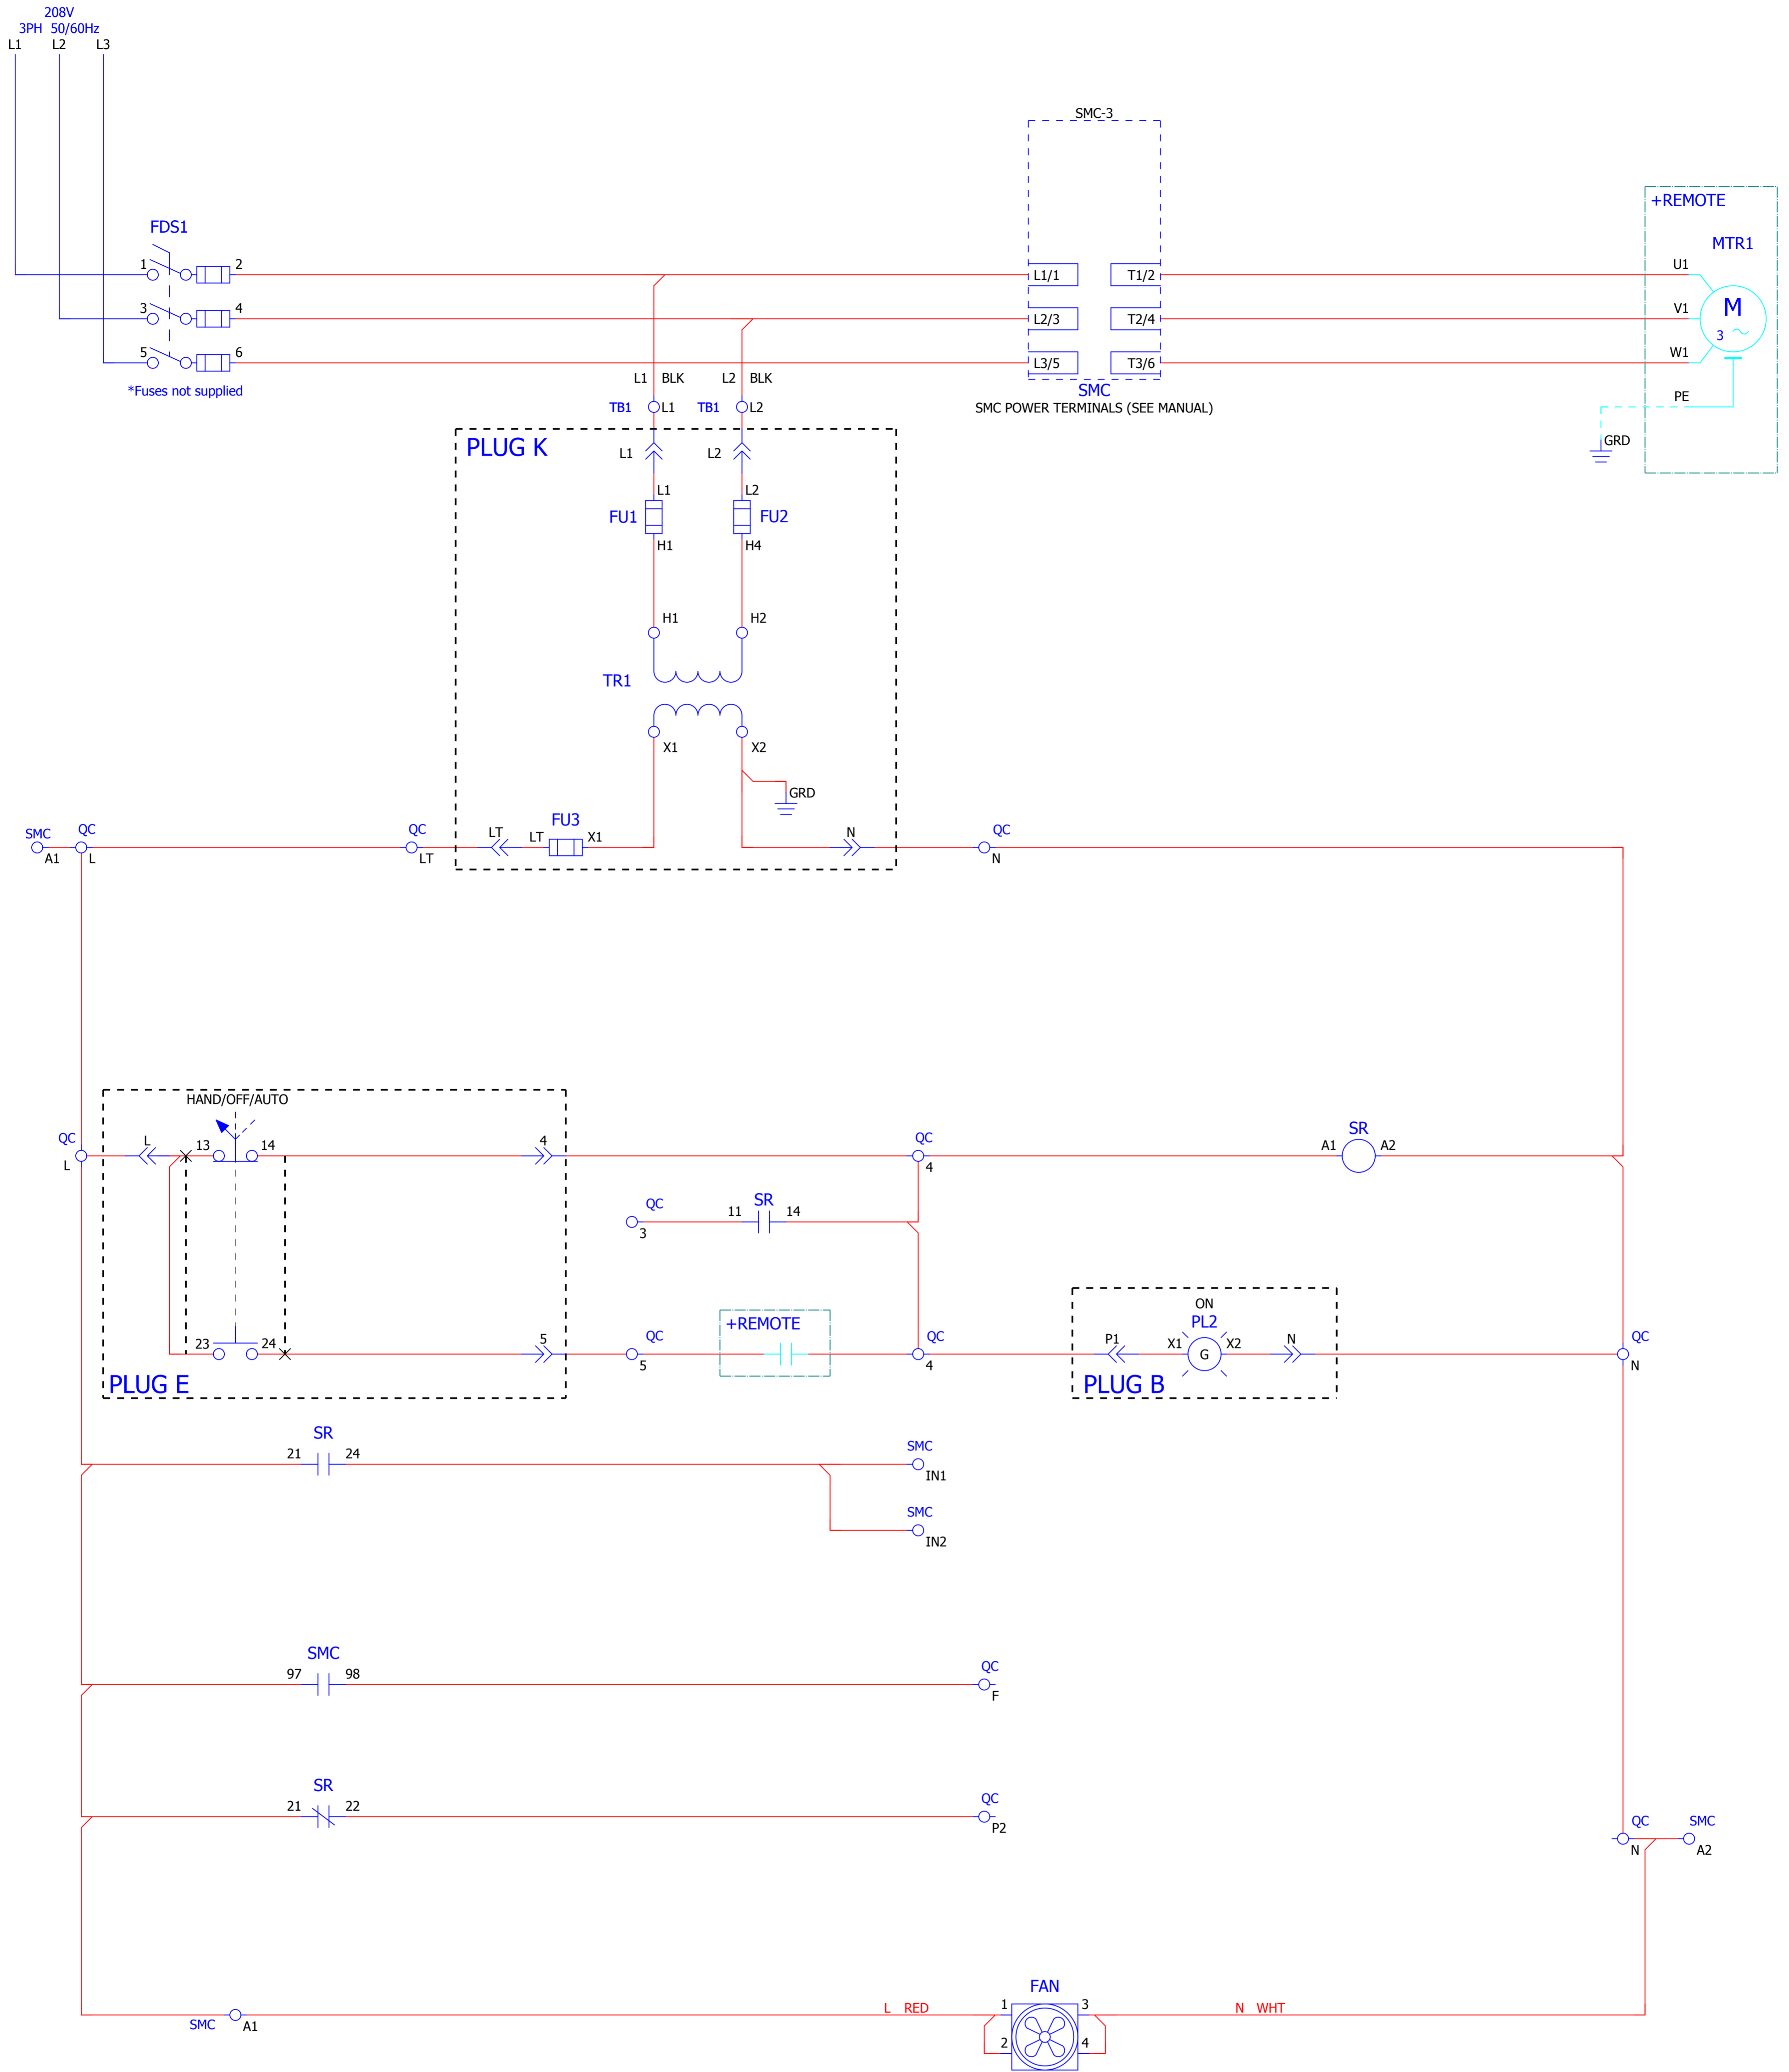 208V
3PH 50/60Hz
L1 L2 L3
SMC-3
+REMOTE
MTR1
FDS1
1 2
3 4
5 6
*Fuses not supplied
L1/1 T1/2
L2/3 T2/4
L3/5 T3/6
U1
V1
W1
M
3
PE
GRD
SMC
SMC POWER TERMINALS (SEE MANUAL)
L1 BLK L2 BLK
TB1 L1 TB1 L2
PLUG K
L1 L2
L1 L2
FU1 FU2
H1 H4
H1 H2
TR1
X1 X2
GRD
SMC QC QC LT LT FU3 X1 N QC
A1 L LT N
HAND/OFF/AUTO
QC L 13 14 4 QC A1 SR A2
L 4
QC 11 SR 14
3
+REMOTE
ON
PL2
23 24 5 QC QC P1 X1 G X2 N QC
5 4 N
PLUG E PLUG B
SR
21 24 SMC
IN1
SMC
IN2
SMC
97 98 QC
F
SR
21 22 QC
P2
QC SMC
N A2
FAN
L RED 1 3 N WHT
SMC A1
2 4